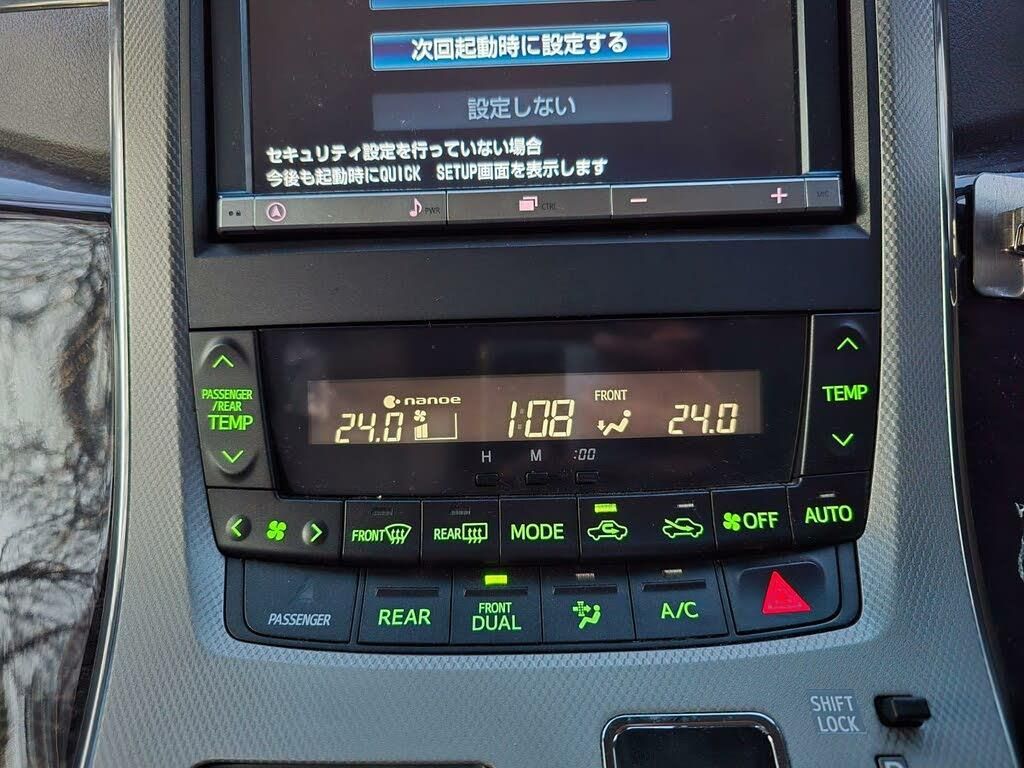 次回起動時に設定する
設定しない
セキュリティ設定を行っていない場合
今後も起動時にQUICK SETUP画面を表示します
PWR
CTRL
− +
MIC
PASSENGER
/REAR
TEMP
nanoe
24.0
1:08
FRONT
24.0
TEMP
H M :00
FRONT
REAR
MODE
OFF
AUTO
PASSENGER
REAR
FRONT
DUAL
A/C
SHIFT
LOCK